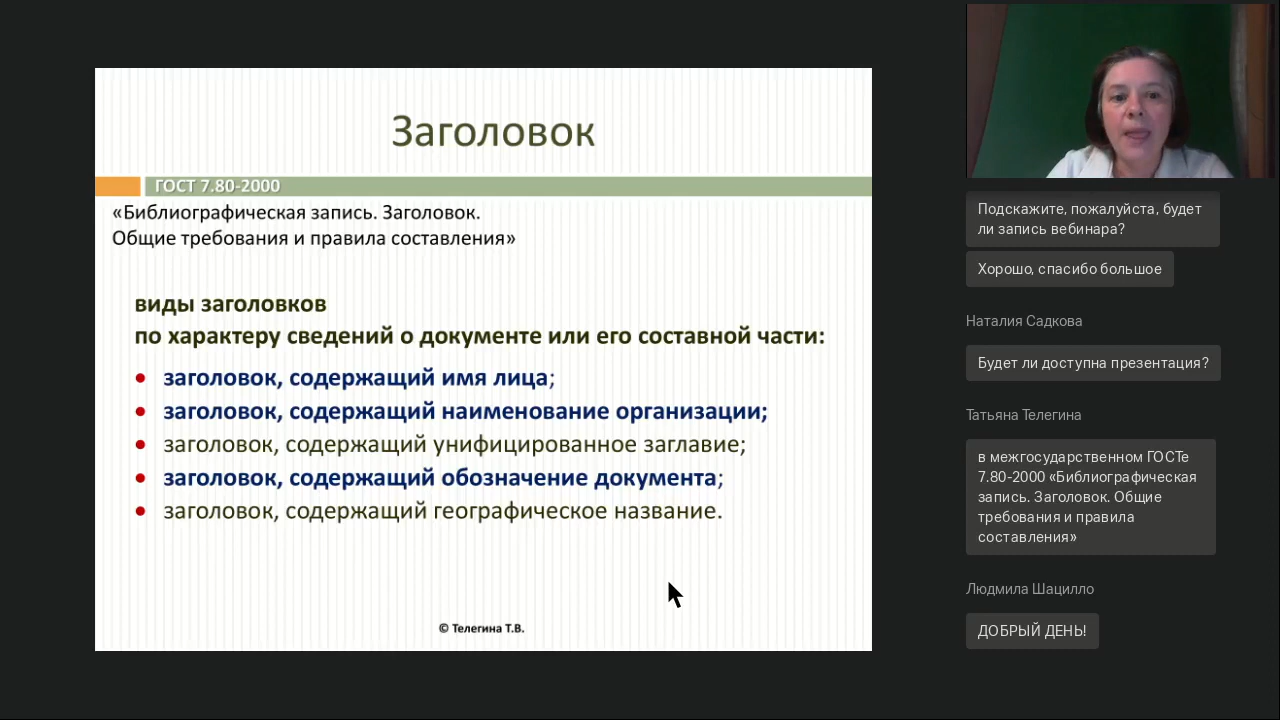 Заголовок
ГОСТ 7.80-2000
«Библиографическая запись. Заголовок.
Общие требования и правила составления»
виды заголовков
по характеру сведений о документе или его составной части:
• заголовок, содержащий имя лица;
• заголовок, содержащий наименование организации;
• заголовок, содержащий унифицированное заглавие;
• заголовок, содержащий обозначение документа;
• заголовок, содержащий географическое название.
© Телегина Т.В.
Подскажите, пожалуйста, будет
ли запись вебинара?
Хорошо, спасибо большое
Наталия Садкова
Будет ли доступна презентация?
Татьяна Телегина
в межгосударственном ГОСТе
7.80-2000 «Библиографическая
запись. Заголовок. Общие
требования и правила
составления»
Людмила Шацилло
ДОБРЫЙ ДЕНЬ!